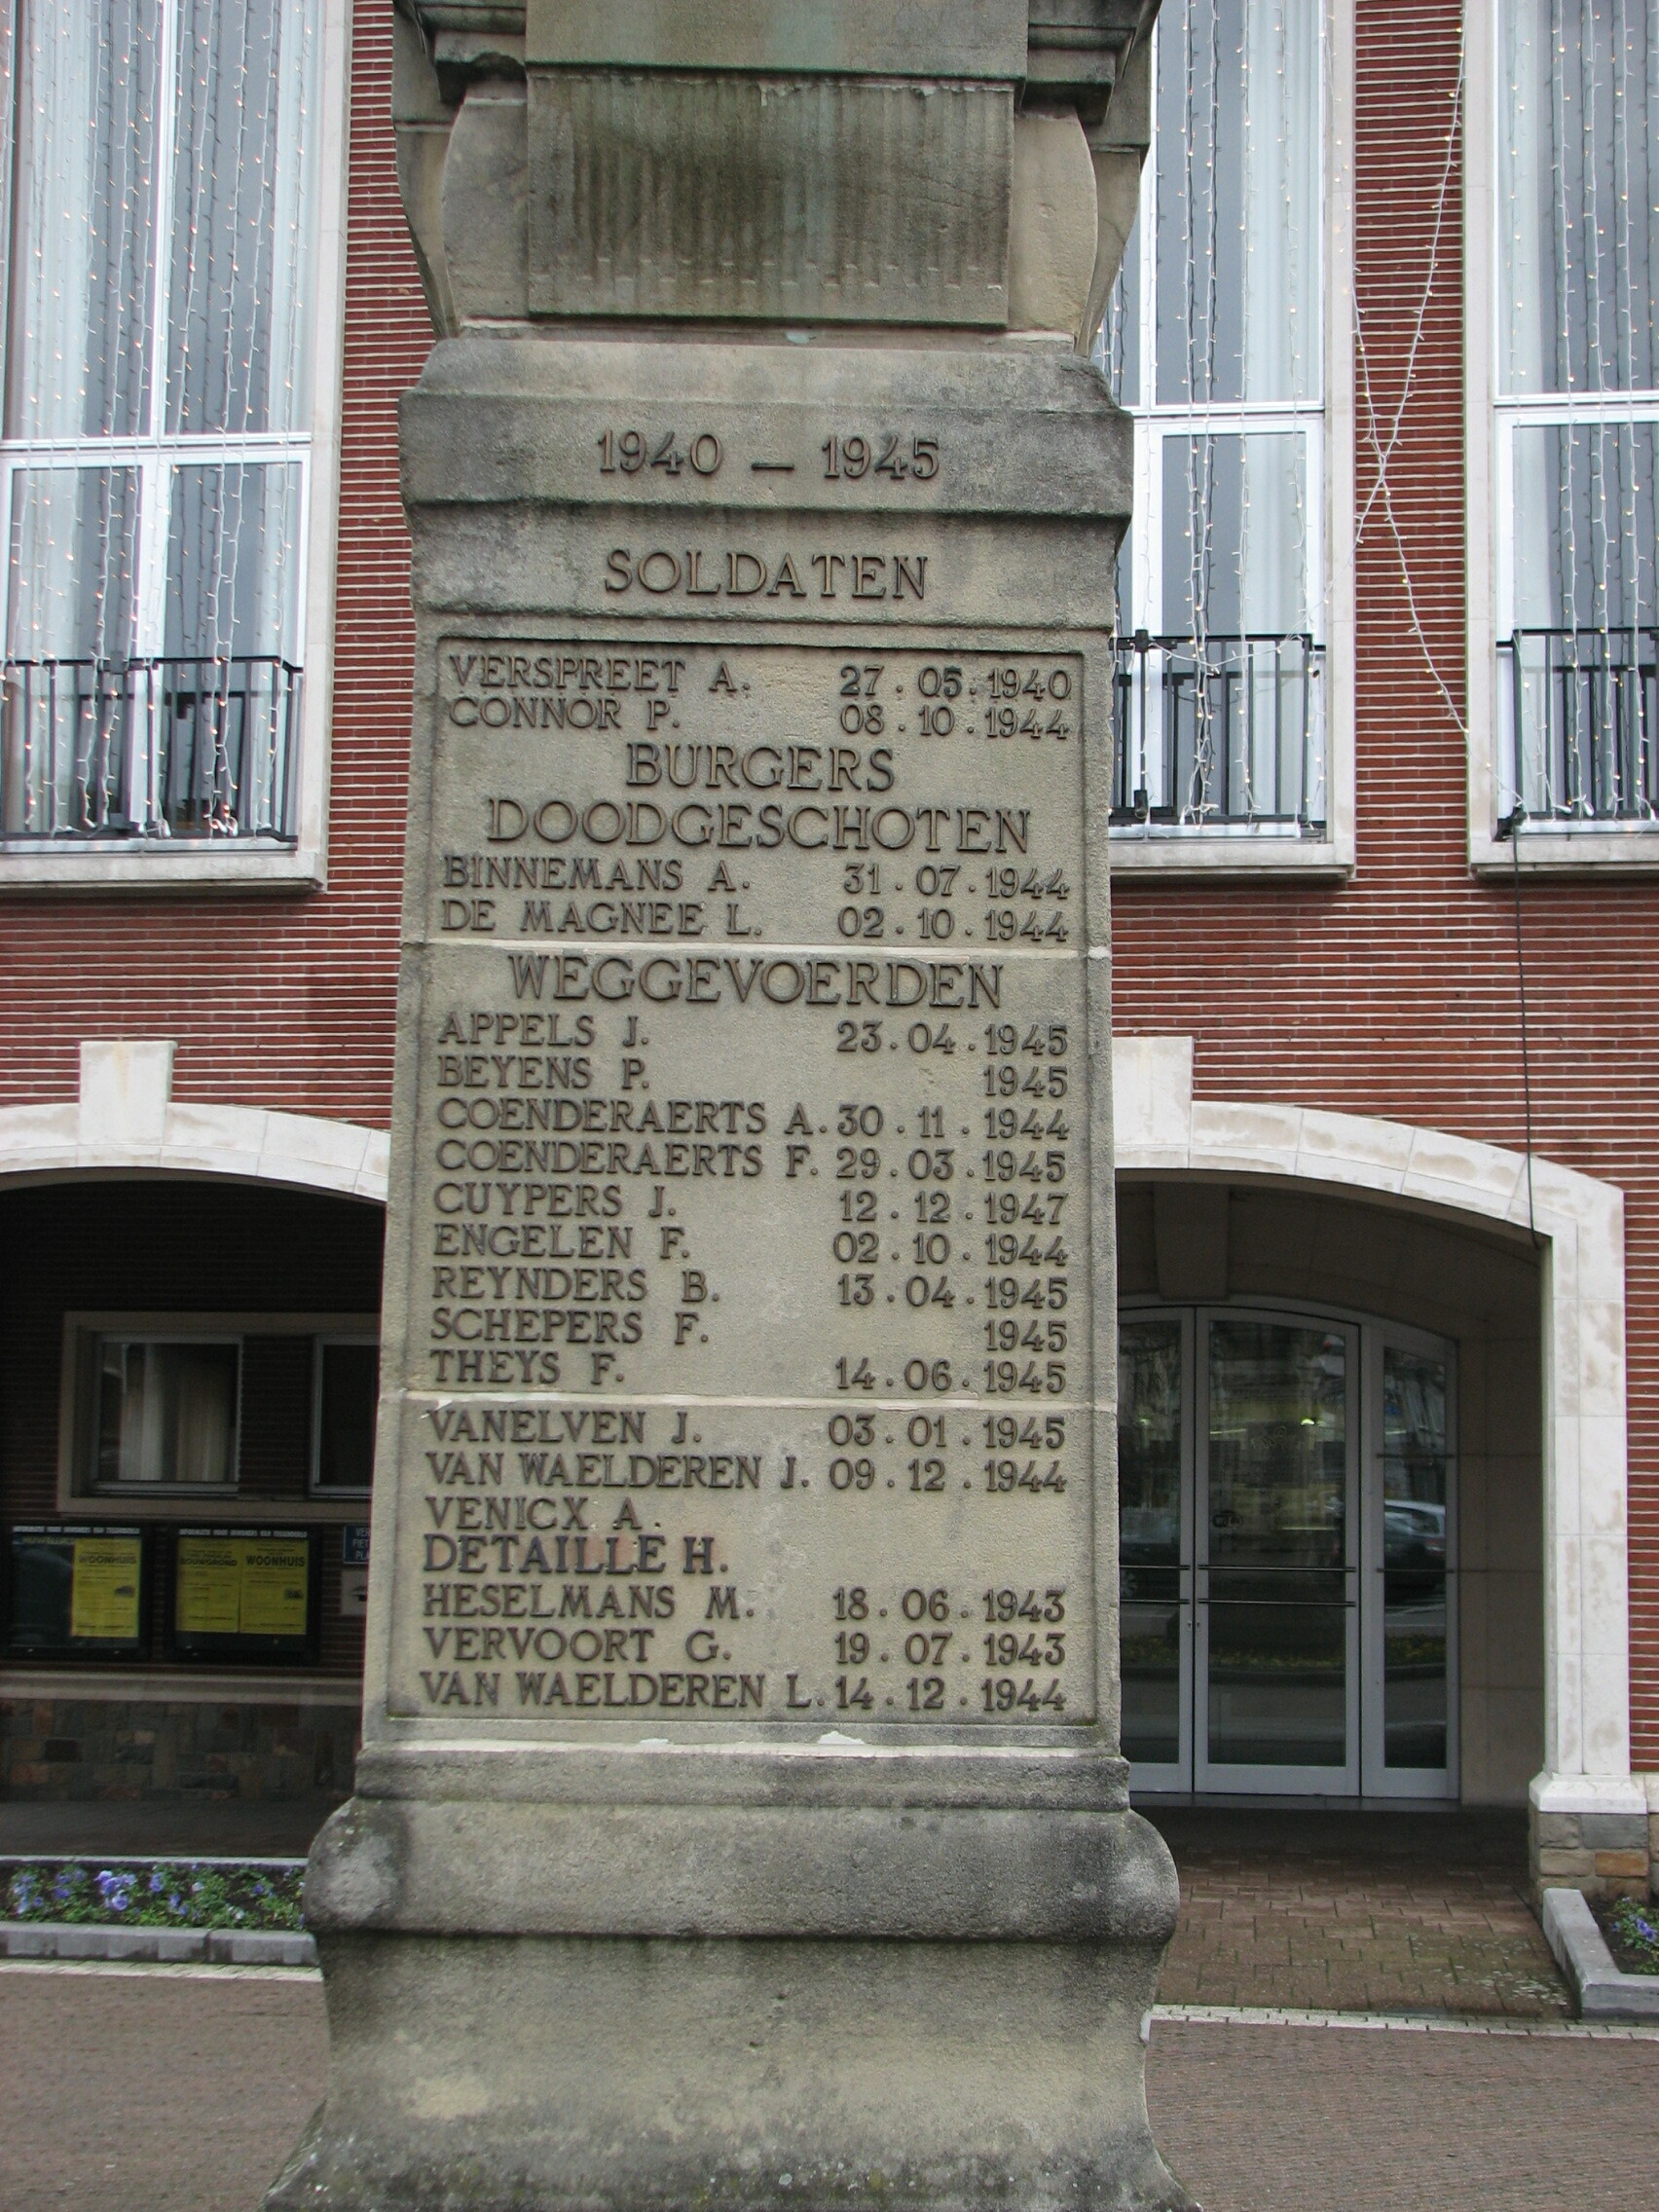 1940 — 1945
SOLDATEN
VERSPREET A. 27.05.1940
CONNOR P. 08.10.1944
BURGERS
DOODGESCHOTEN
BINNEMANS A. 31.07.1944
DE MAGNEE L. 02.10.1944
WEGGEVOERDEN
APPELS J. 23.04.1945
BEYENS P. 1945
COENDERAERTS A. 30.11.1944
COENDERAERTS F. 29.03.1945
CUYPERS J. 12.12.1947
ENGELEN F. 02.10.1944
REYNDERS B. 13.04.1945
SCHEPERS F. 1945
THEYS F. 14.06.1945
VANELVEN J. 03.01.1945
VAN WAELDEREN J. 09.12.1944
VENICX A.
DETAILLE H.
HESELMANS M. 18.06.1943
VERVOORT G. 19.07.1943
VAN WAELDEREN L. 14.12.1944
WOONHUIS
BOUWGROND
WOONHUIS